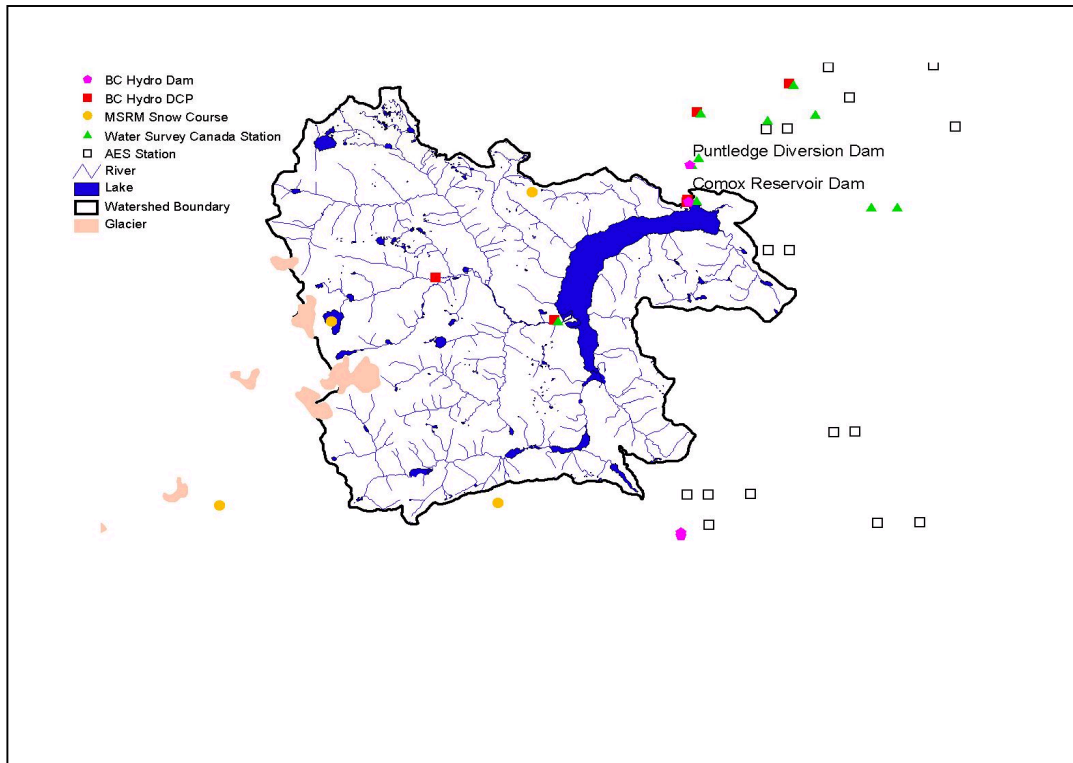 BC Hydro Dam
BC Hydro DCP
MSRM Snow Course
Water Survey Canada Station
AES Station
River
Lake
Watershed Boundary
Glacier
Puntledge Diversion Dam
Comox Reservoir Dam